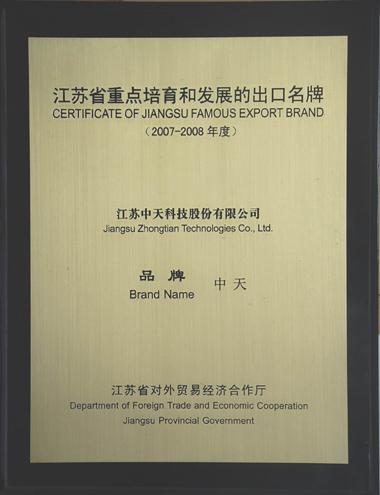 江苏省重点培育和发展的出口名牌
CERTIFICATE OF JIANGSU FAMOUS EXPORT BRAND
（2007-2008 年度）
江苏中天科技股份有限公司
Jiangsu Zhongtian Technologies Co., Ltd.
品 牌 中 天
Brand Name
江苏省对外贸易经济合作厅
Department of Foreign Trade and Economic Cooperation
Jiangsu Provincial Government